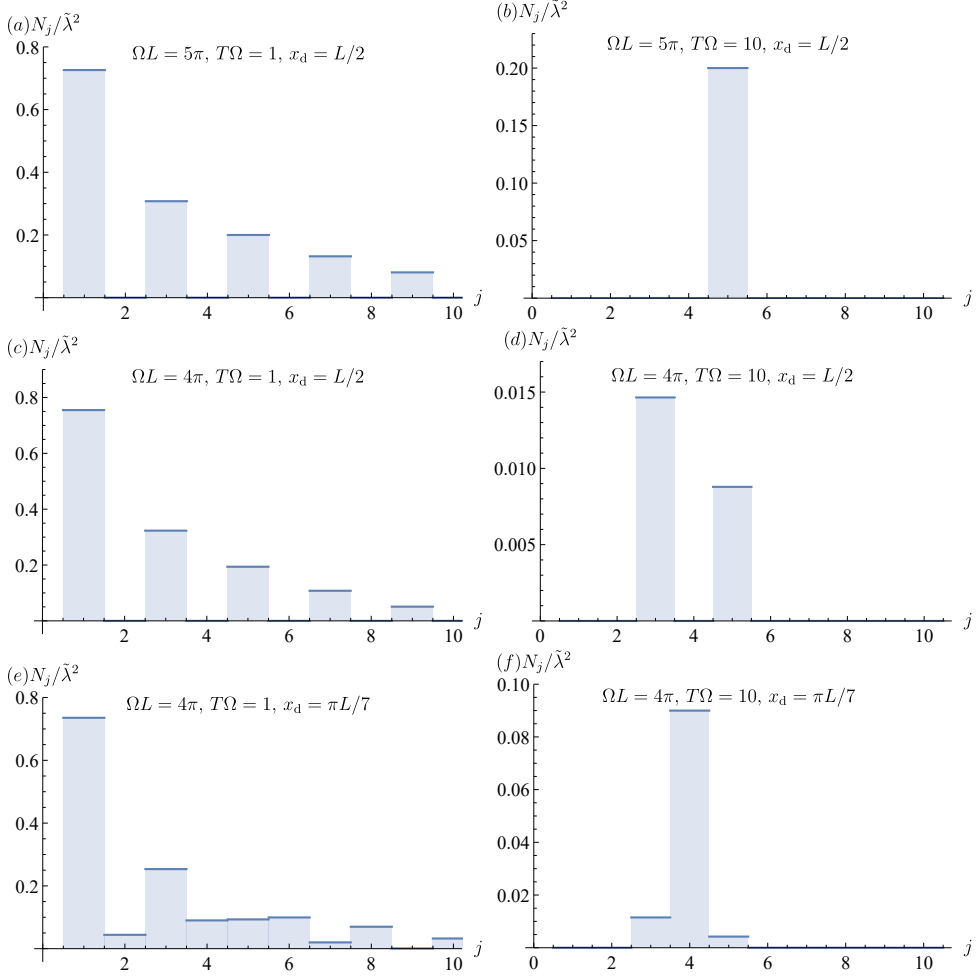 (a)N_j/λ̃²
ΩL = 5π, TΩ = 1, x_d = L/2
0.8
0.6
0.4
0.2
2 4 6 8 10 j
(b)N_j/λ̃²
ΩL = 5π, TΩ = 10, x_d = L/2
0.20
0.15
0.10
0.05
0 2 4 6 8 10 j
(c)N_j/λ̃²
ΩL = 4π, TΩ = 1, x_d = L/2
0.8
0.6
0.4
0.2
2 4 6 8 10 j
(d)N_j/λ̃²
ΩL = 4π, TΩ = 10, x_d = L/2
0.015
0.010
0.005
0 2 4 6 8 10 j
(e)N_j/λ̃²
ΩL = 4π, TΩ = 1, x_d = πL/7
0.8
0.6
0.4
0.2
2 4 6 8 10 j
(f)N_j/λ̃²
ΩL = 4π, TΩ = 10, x_d = πL/7
0.10
0.08
0.06
0.04
0.02
0 2 4 6 8 10 j